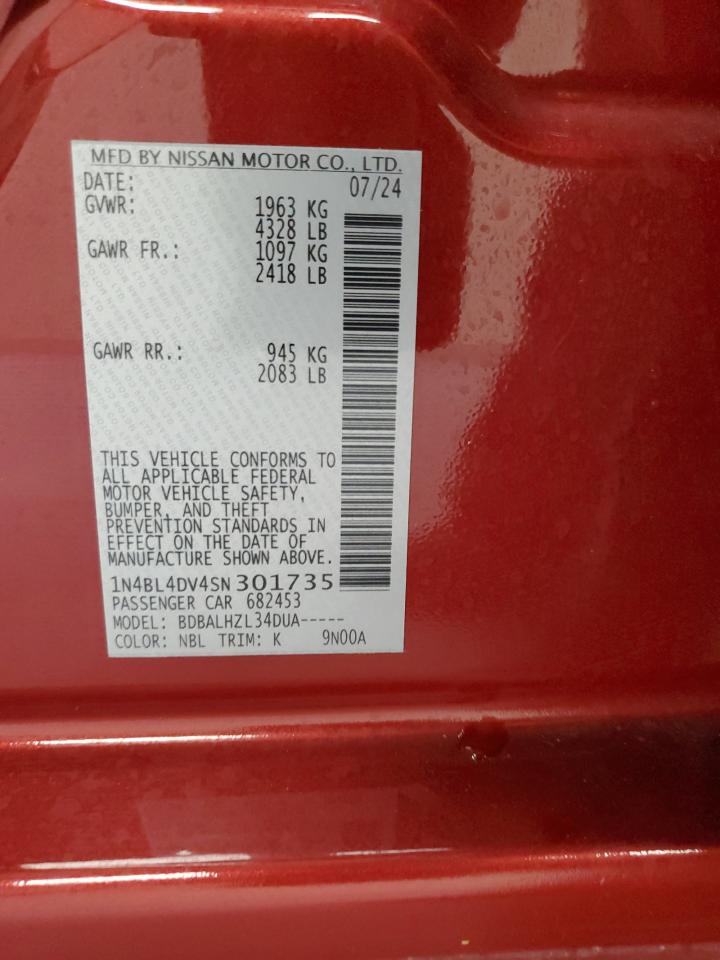 MFD BY NISSAN MOTOR CO., LTD.
DATE: 07/24
GVWR: 1963 KG
4328 LB
GAWR FR.: 1097 KG
2418 LB
GAWR RR.: 945 KG
2083 LB
THIS VEHICLE CONFORMS TO
ALL APPLICABLE FEDERAL
MOTOR VEHICLE SAFETY,
BUMPER, AND THEFT
PREVENTION STANDARDS IN
EFFECT ON THE DATE OF
MANUFACTURE SHOWN ABOVE.
1N4BL4DV4SN301735
PASSENGER CAR 682453
MODEL: BDBALHZL34DUA-----
COLOR: NBL TRIM: K 9N00A